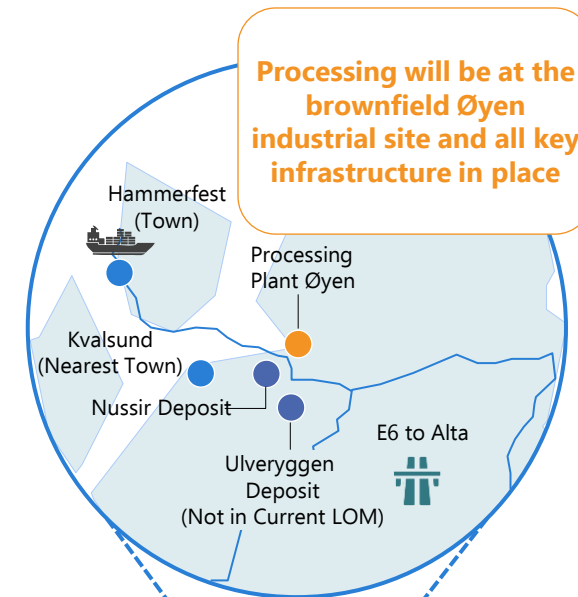 Processing will be at the
brownfield Øyen
industrial site and all key
infrastructure in place
Hammerfest
(Town)
Processing
Plant Øyen
Kvalsund
(Nearest Town)
Nussir Deposit
E6 to Alta
Ulveryggen
Deposit
(Not in Current LOM)